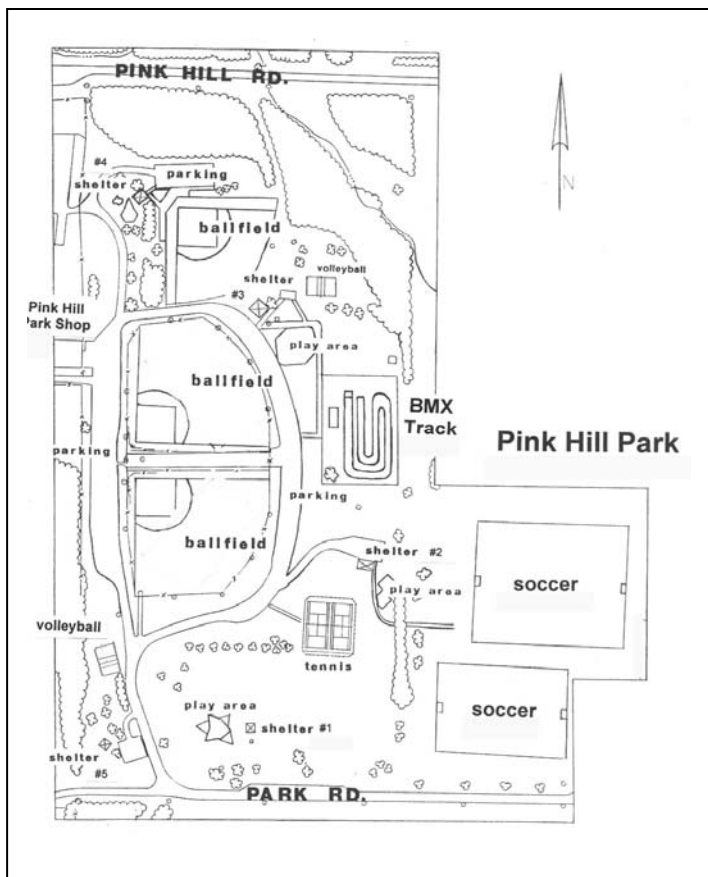 PINK HILL RD.
N
#4
parking
shelter
ballfield
shelter
volleyball
#3
Pink Hill
Park Shop
play area
ballfield
BMX
Track
Pink Hill Park
parking
parking
ballfield
shelter #2
soccer
play area
volleyball
tennis
play area
soccer
shelter #1
shelter
#5
PARK RD.